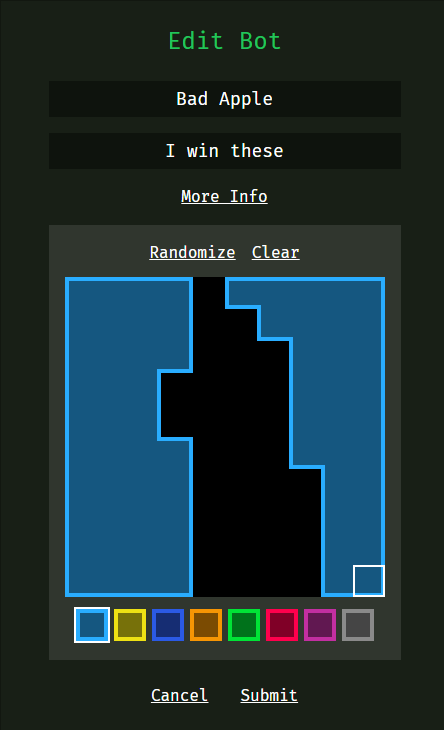 Edit Bot
Bad Apple
I win these
More Info
Randomize Clear
Cancel Submit